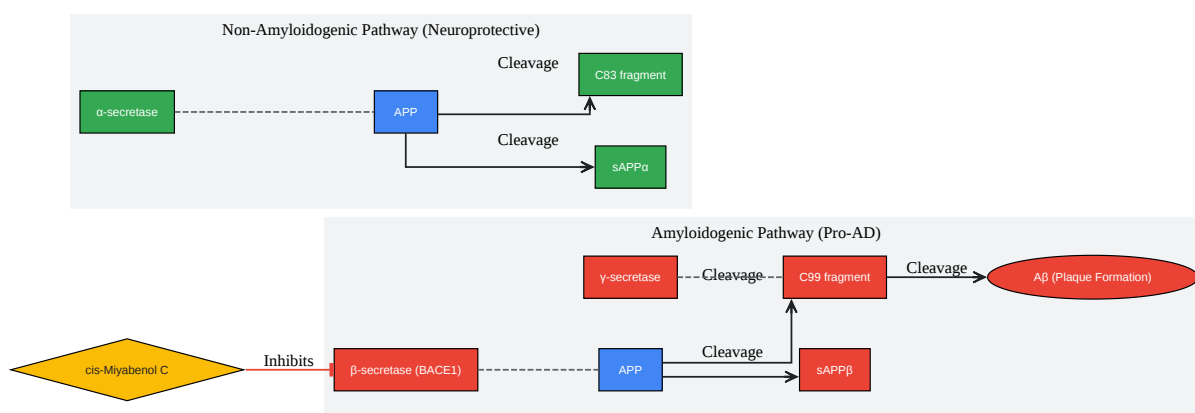 Non-Amyloidogenic Pathway (Neuroprotective)
Cleavage
C83 fragment
α-secretase
APP
Cleavage
sAPPα
Amyloidogenic Pathway (Pro-AD)
γ-secretase
Cleavage
C99 fragment
Cleavage
Aβ (Plaque Formation)
cis-Miyabenol C
Inhibits
β-secretase (BACE1)
APP
Cleavage
sAPPβ